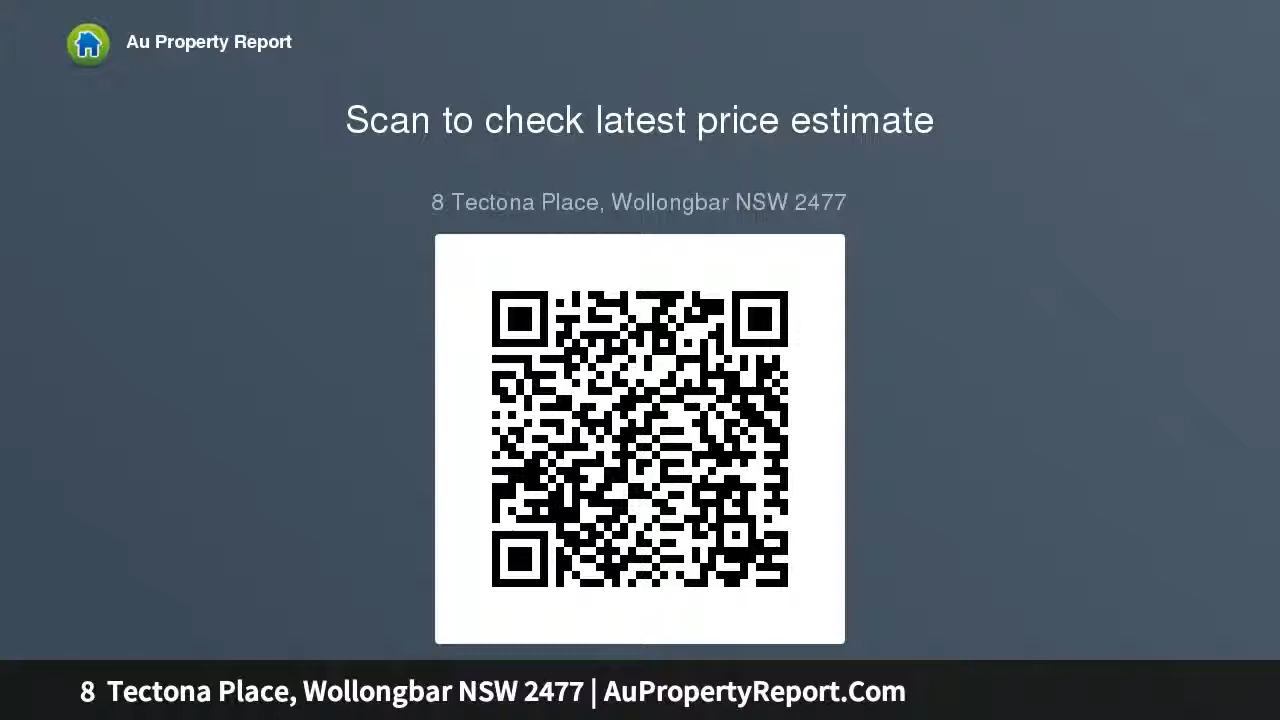 Au Property Report
Scan to check latest price estimate
8 Tectona Place, Wollongbar NSW 2477
8 Tectona Place, Wollongbar NSW 2477 | AuPropertyReport.Com